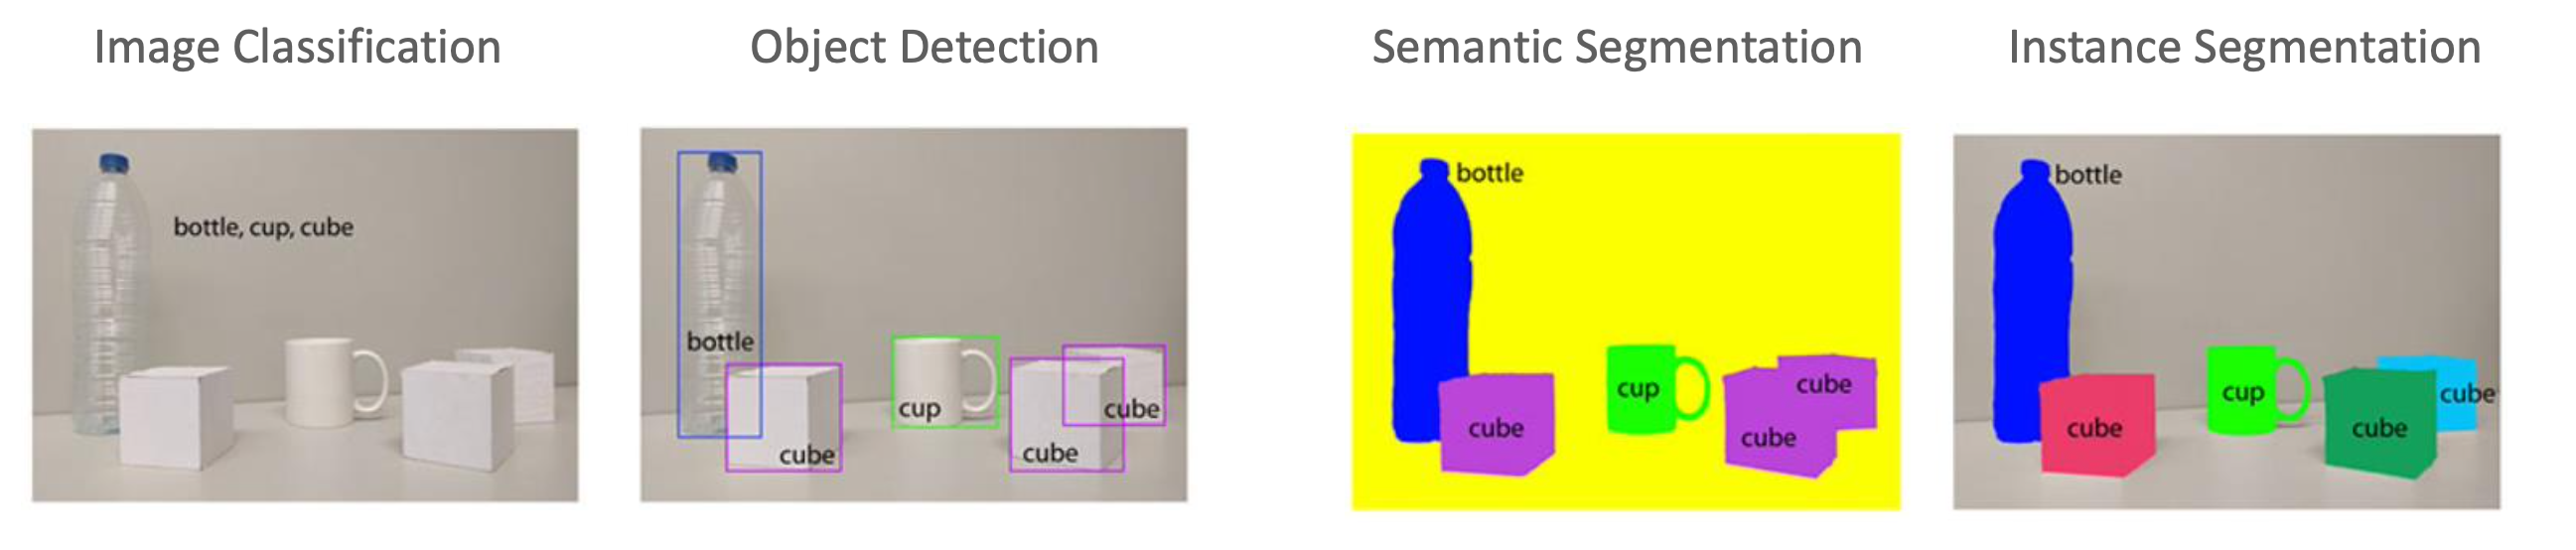 Image Classification
Object Detection
Semantic Segmentation
Instance Segmentation
bottle, cup, cube
bottle
cup
cube
cube
cube
bottle
cup
cube
cube
cube
bottle
cup
cube
cube
cube